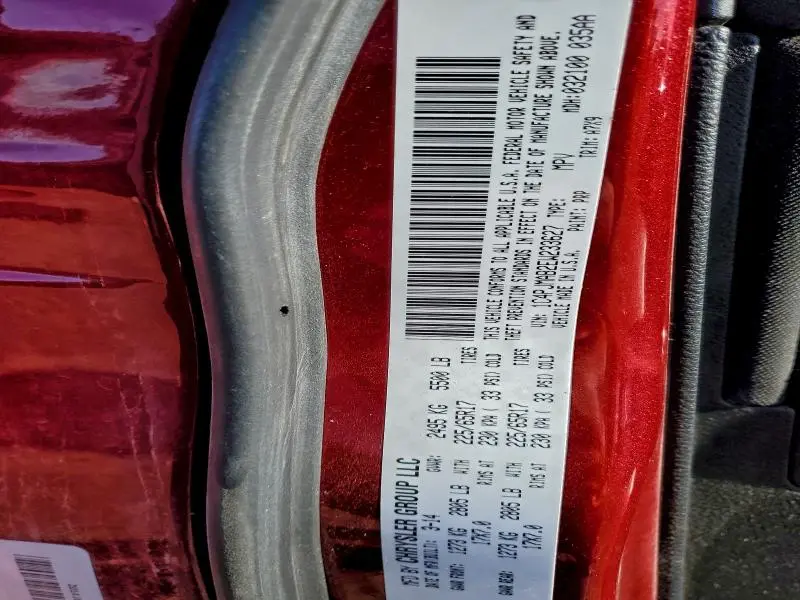 MFD BY CHRYSLER GROUP LLC
DATE OF MFR: 3-14 GVWR: 2495 KG 5500 LB
GAWR FRONT: 1273 KG 2805 LB WITH 225/65R17 TIRES
17X7.0 RIMS AT 230 KPA ( 33 PSI) COLD
GAWR REAR: 1273 KG 2805 LB WITH 225/65R17 TIRES
17X7.0 RIMS AT 230 KPA ( 33 PSI) COLD
THIS VEHICLE CONFORMS TO ALL APPLICABLE U.S.A. FEDERAL MOTOR VEHICLE SAFETY AND
THEFT PREVENTION STANDARDS IN EFFECT ON THE DATE OF MANUFACTURE SHOWN ABOVE.
VIN: 1C4PJMAB2EW233627 TYPE: MPV MDH:032100 035AA
VEHICLE MADE IN U.S.A. PAINT: PRP TRIM: A7X9